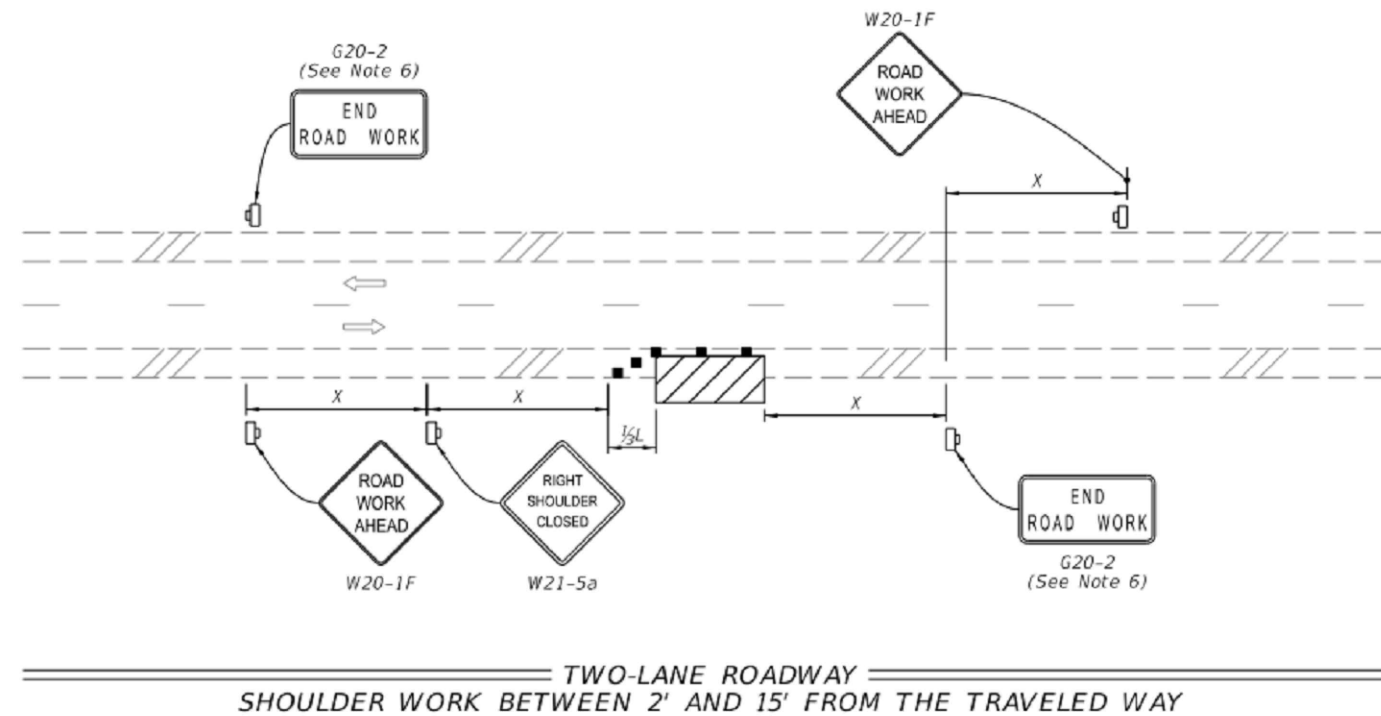 W20-1F
ROAD
WORK
AHEAD
G20-2
(See Note 6)
END
ROAD WORK
X
X
X
⅓L
X
ROAD
WORK
AHEAD
W20-1F
RIGHT
SHOULDER
CLOSED
W21-5a
END
ROAD WORK
G20-2
(See Note 6)
TWO-LANE ROADWAY
SHOULDER WORK BETWEEN 2' AND 15' FROM THE TRAVELED WAY